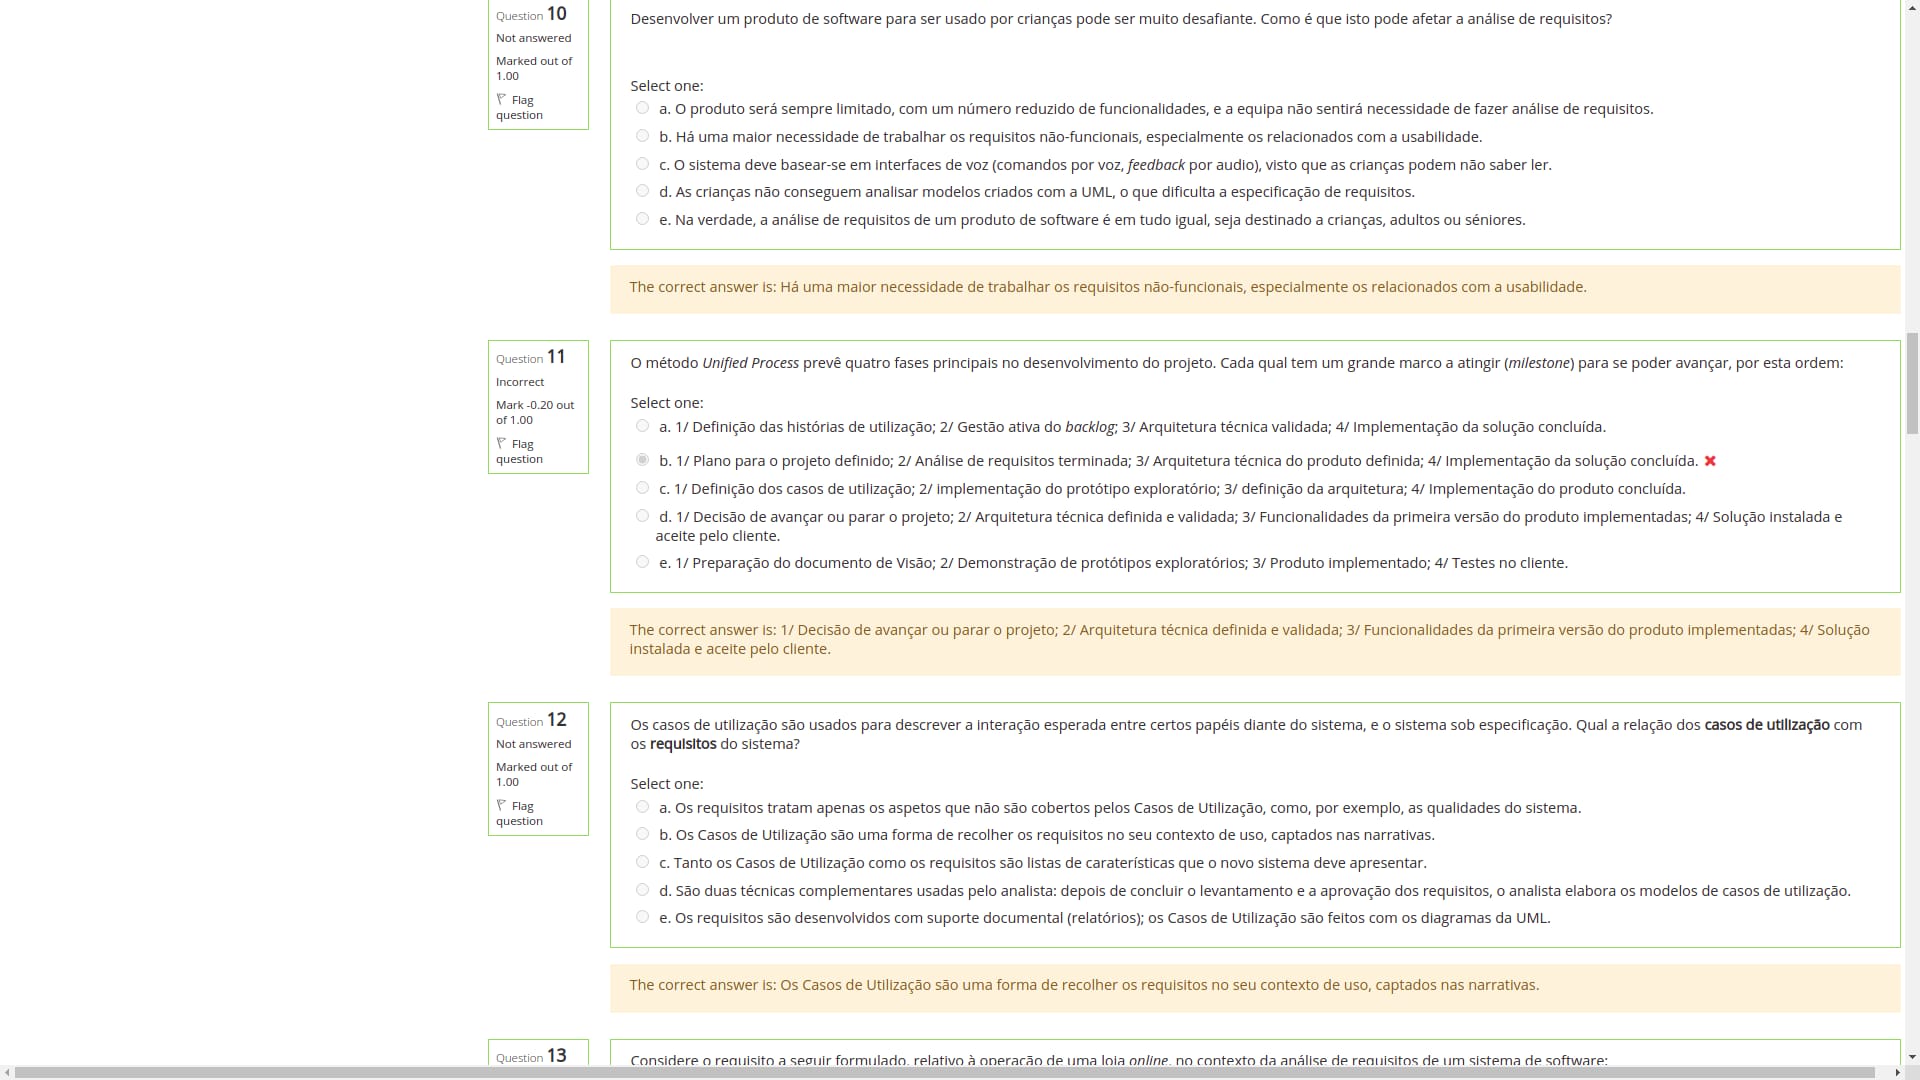 Question 10
Not answered
Marked out of
1.00
Flag
question
Desenvolver um produto de software para ser usado por crianças pode ser muito desafiante. Como é que isto pode afetar a análise de requisitos?
Select one:
a. O produto será sempre limitado, com um número reduzido de funcionalidades, e a equipa não sentirá necessidade de fazer análise de requisitos.
b. Há uma maior necessidade de trabalhar os requisitos não-funcionais, especialmente os relacionados com a usabilidade.
c. O sistema deve basear-se em interfaces de voz (comandos por voz, feedback por audio), visto que as crianças podem não saber ler.
d. As crianças não conseguem analisar modelos criados com a UML, o que dificulta a especificação de requisitos.
e. Na verdade, a análise de requisitos de um produto de software é em tudo igual, seja destinado a crianças, adultos ou séniores.
The correct answer is: Há uma maior necessidade de trabalhar os requisitos não-funcionais, especialmente os relacionados com a usabilidade.
Question 11
Incorrect
Mark -0.20 out
of 1.00
Flag
question
O método Unified Process prevê quatro fases principais no desenvolvimento do projeto. Cada qual tem um grande marco a atingir (milestone) para se poder avançar, por esta ordem:
Select one:
a. 1/ Definição das histórias de utilização; 2/ Gestão ativa do backlog; 3/ Arquitetura técnica validada; 4/ Implementação da solução concluída.
b. 1/ Plano para o projeto definido; 2/ Análise de requisitos terminada; 3/ Arquitetura técnica do produto definida; 4/ Implementação da solução concluída.
c. 1/ Definição dos casos de utilização; 2/ implementação do protótipo exploratório; 3/ definição da arquitetura; 4/ Implementação do produto concluída.
d. 1/ Decisão de avançar ou parar o projeto; 2/ Arquitetura técnica definida e validada; 3/ Funcionalidades da primeira versão do produto implementadas; 4/ Solução instalada e
aceite pelo cliente.
e. 1/ Preparação do documento de Visão; 2/ Demonstração de protótipos exploratórios; 3/ Produto implementado; 4/ Testes no cliente.
The correct answer is: 1/ Decisão de avançar ou parar o projeto; 2/ Arquitetura técnica definida e validada; 3/ Funcionalidades da primeira versão do produto implementadas; 4/ Solução
instalada e aceite pelo cliente.
Question 12
Not answered
Marked out of
1.00
Flag
question
Os casos de utilização são usados para descrever a interação esperada entre certos papéis diante do sistema, e o sistema sob especificação. Qual a relação dos casos de utilização com
os requisitos do sistema?
Select one:
a. Os requisitos tratam apenas os aspetos que não são cobertos pelos Casos de Utilização, como, por exemplo, as qualidades do sistema.
b. Os Casos de Utilização são uma forma de recolher os requisitos no seu contexto de uso, captados nas narrativas.
c. Tanto os Casos de Utilização como os requisitos são listas de caraterísticas que o novo sistema deve apresentar.
d. São duas técnicas complementares usadas pelo analista: depois de concluir o levantamento e a aprovação dos requisitos, o analista elabora os modelos de casos de utilização.
e. Os requisitos são desenvolvidos com suporte documental (relatórios); os Casos de Utilização são feitos com os diagramas da UML.
The correct answer is: Os Casos de Utilização são uma forma de recolher os requisitos no seu contexto de uso, captados nas narrativas.
Question 13
Considere o requisito a seguir formulado, relativo à operação de uma loja online, no contexto da análise de requisitos de um sistema de software: